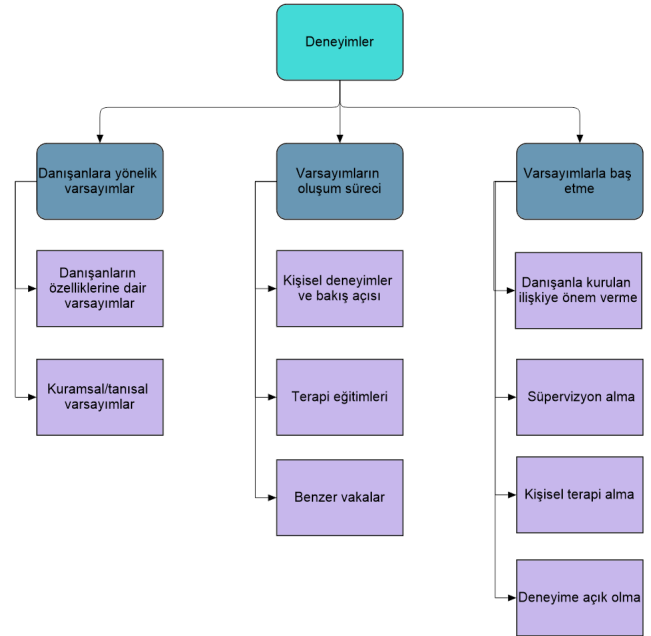 Deneyimler
Danışanlara yönelik
varsayımlar
Varsayımların
oluşum süreci
Varsayımlarla baş
etme
Danışanların
özelliklerine dair
varsayımlar
Kuramsal/tanısal
varsayımlar
Kişisel deneyimler
ve bakış açısı
Terapi eğitimleri
Benzer vakalar
Danışanla kurulan
ilişkiye önem verme
Süpervizyon alma
Kişisel terapi alma
Deneyime açık olma